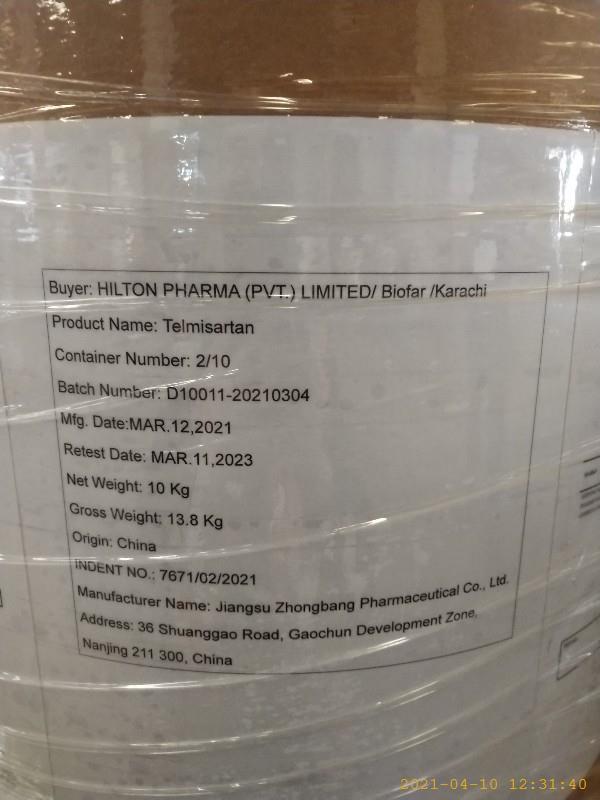 Buyer: HILTON PHARMA (PVT.) LIMITED/ Biofar /Karachi
Product Name: Telmisartan
Container Number: 2/10
Batch Number: D10011-20210304
Mfg. Date:MAR.12,2021
Retest Date: MAR.11,2023
Net Weight: 10 Kg
Gross Weight: 13.8 Kg
Origin: China
INDENT NO.: 7671/02/2021
Manufacturer Name: Jiangsu Zhongbang Pharmaceutical Co., Ltd.
Address: 36 Shuanggao Road, Gaochun Development Zone,
Nanjing 211 300, China
2021-04-10 12:31:40